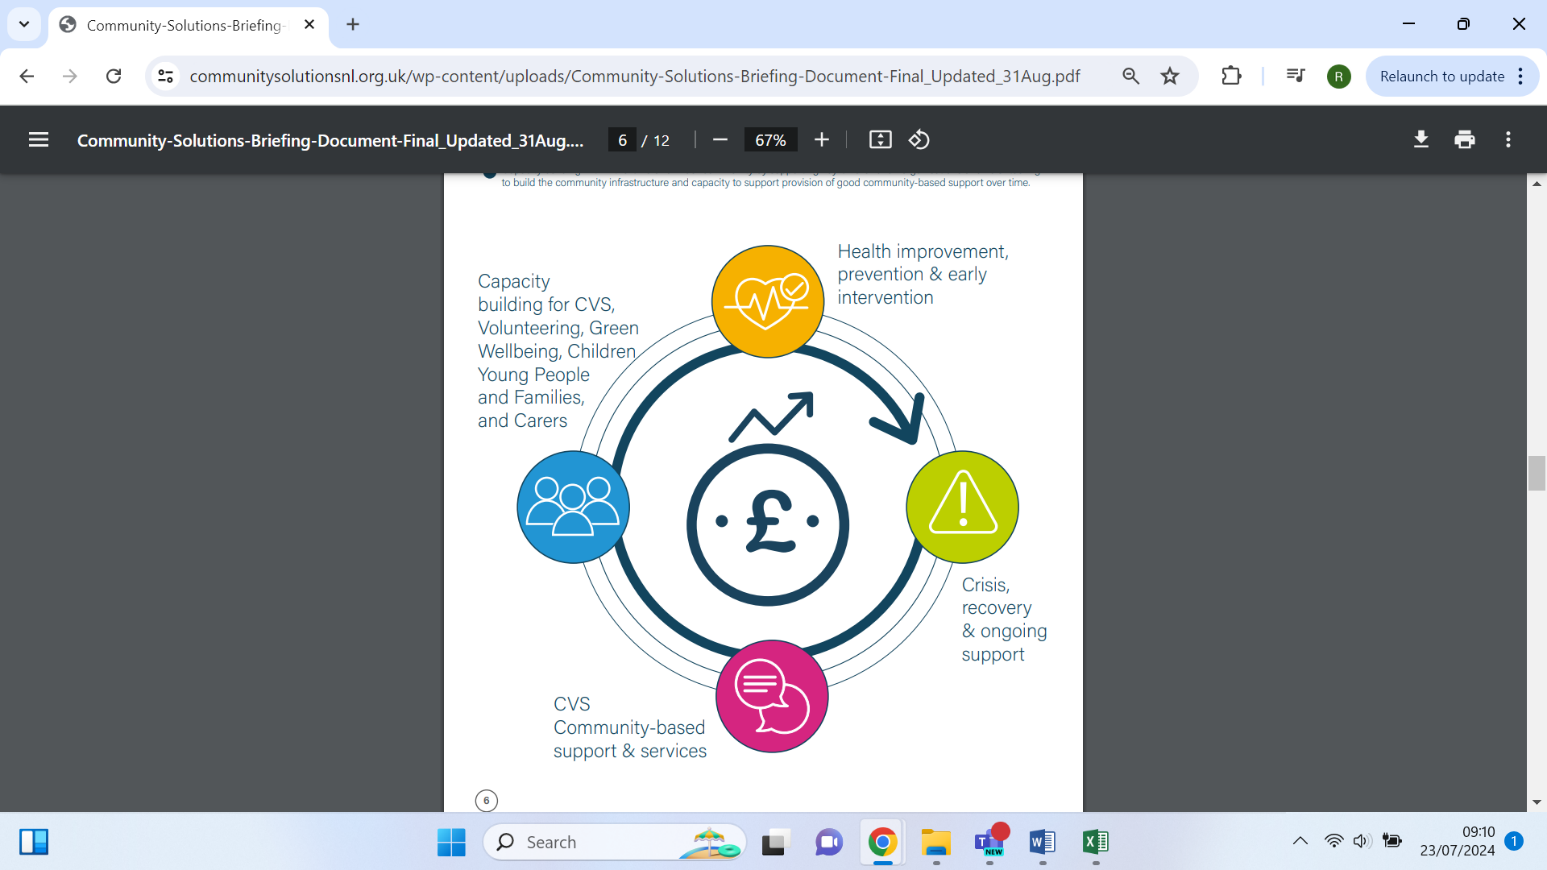 Community-Solutions-Briefing-
communitysolutionsnl.org.uk/wp-content/uploads/Community-Solutions-Briefing-Document-Final_Updated_31Aug.pdf
R
Relaunch to update
Community-Solutions-Briefing-Document-Final_Updated_31Aug....
6 / 12
67%
to build the community infrastructure and capacity to support provision of good community-based support over time.
Health improvement,
prevention & early
intervention
Capacity
building for CVS,
Volunteering, Green
Wellbeing, Children,
Young People
and Families,
and Carers
£
Crisis,
recovery
& ongoing
support
CVS
Community-based
support & services
6
Search
NEW
09:10
23/07/2024
1